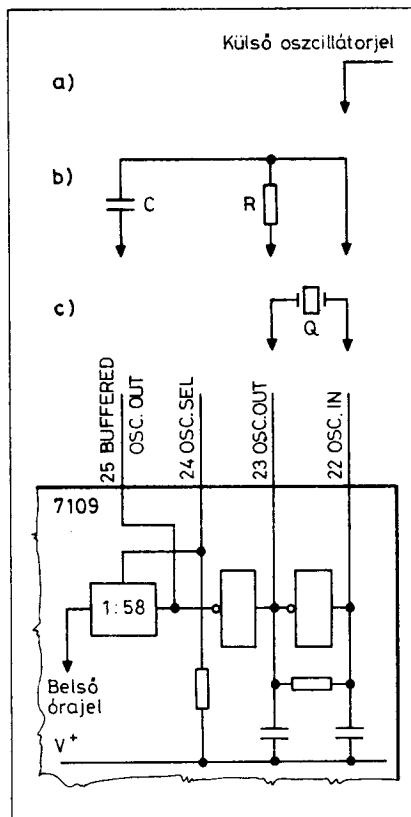 Külső oszcillátorjel
a)
b)
C
R
c)
Q
25 BUFFERED
OSC. OUT
24 OSC. SEL
23 OSC.OUT
22 OSC. IN
7109
1:58
Belső
órajel
V+